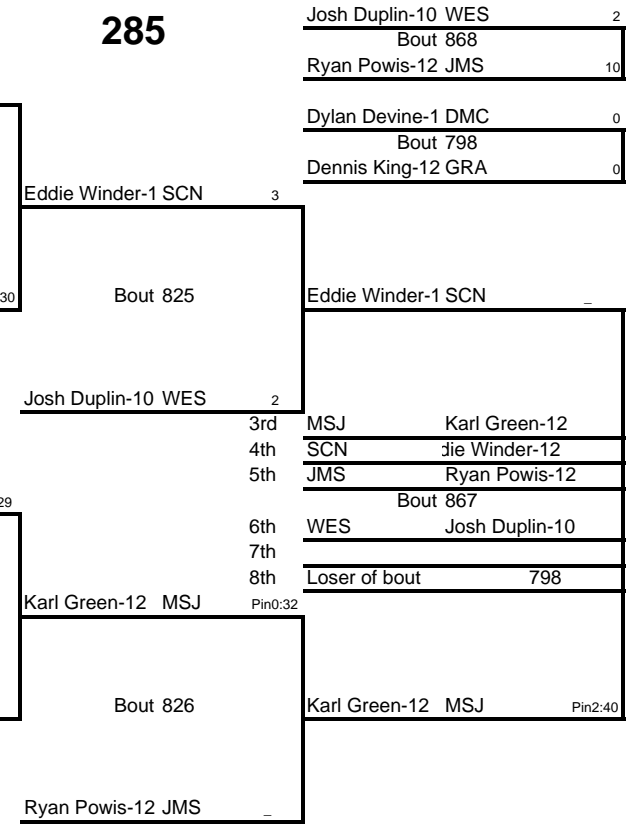 285
Josh Duplin-10 WES 2
Bout 868
Ryan Powis-12 JMS 10
Dylan Devine-1 DMC 0
Bout 798
Dennis King-12 GRA 0
Eddie Winder-1 SCN 3
30 Bout 825 Eddie Winder-1 SCN _
Josh Duplin-10 WES 2
3rd MSJ Karl Green-12
4th SCN die Winder-12
5th JMS Ryan Powis-12
29 Bout 867
6th WES Josh Duplin-10
7th
8th Loser of bout 798
Karl Green-12 MSJ Pin0:32
Bout 826 Karl Green-12 MSJ Pin2:40
Ryan Powis-12 JMS _